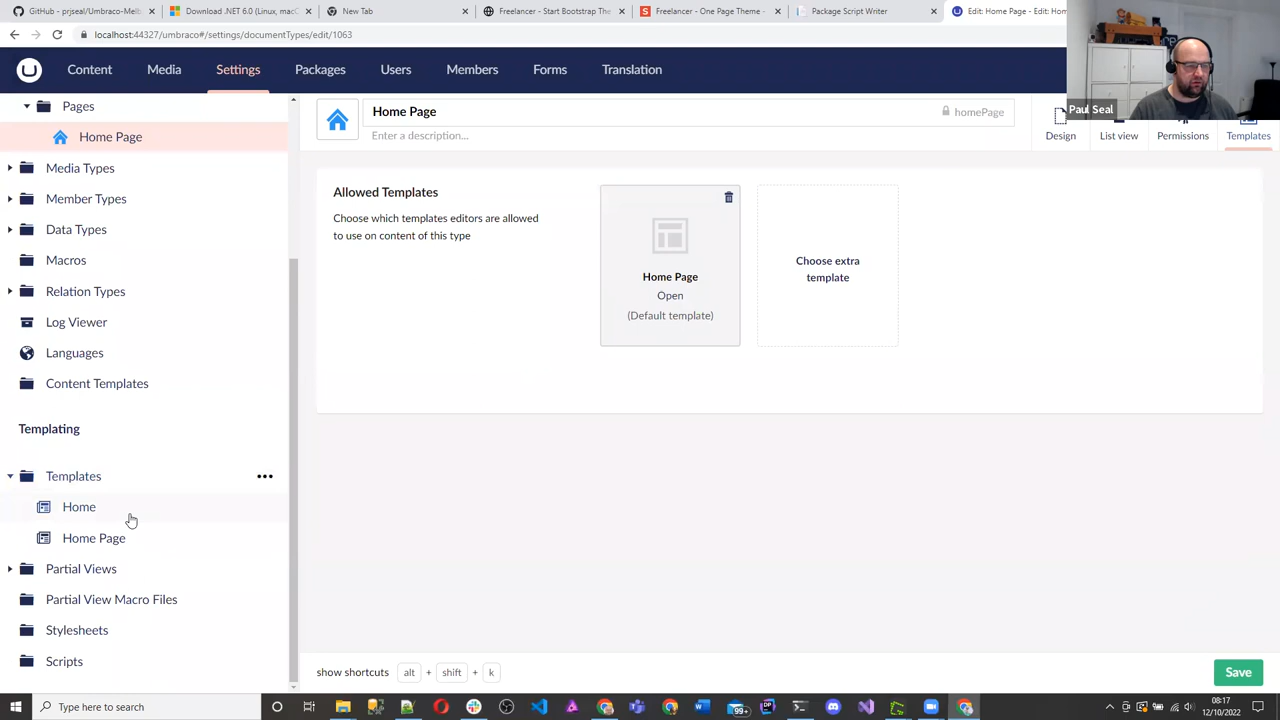 GitHub - prjseal/Umbraco-Melb
Download .NET 6.0 (Linux, macO
New Tab
Freelancer - Start Bootstrap The
Freelancer - One Page Theme -
Package Script Writer
Edit: Home Page - Edit: Hom
localhost:44327/umbraco#/settings/documentTypes/edit/1063
Content
Media
Settings
Packages
Users
Members
Forms
Translation
Paul Seal
Pages
Home Page
Media Types
Member Types
Data Types
Macros
Relation Types
Log Viewer
Languages
Content Templates
Templating
Templates
Home
Home Page
Partial Views
Partial View Macro Files
Stylesheets
Scripts
Home Page
homePage
Enter a description...
Design
List view
Permissions
Templates
Allowed Templates
Choose which templates editors are allowed
to use on content of this type
Home Page
Open
(Default template)
Choose extra
template
show shortcuts alt + shift + k
Save
Type here to search
99+
08:17
12/10/2022